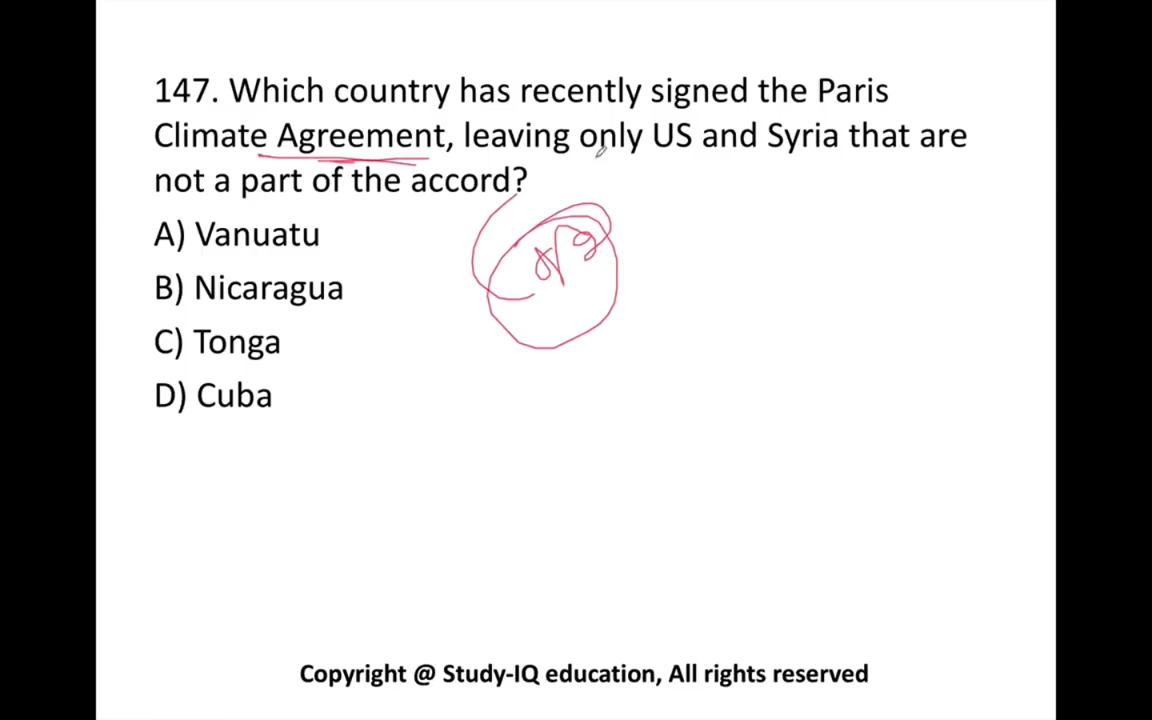 147. Which country has recently signed the Paris
Climate Agreement, leaving only US and Syria that are
not a part of the accord?
A) Vanuatu
B) Nicaragua
C) Tonga
D) Cuba
Copyright @ Study-IQ education, All rights reserved